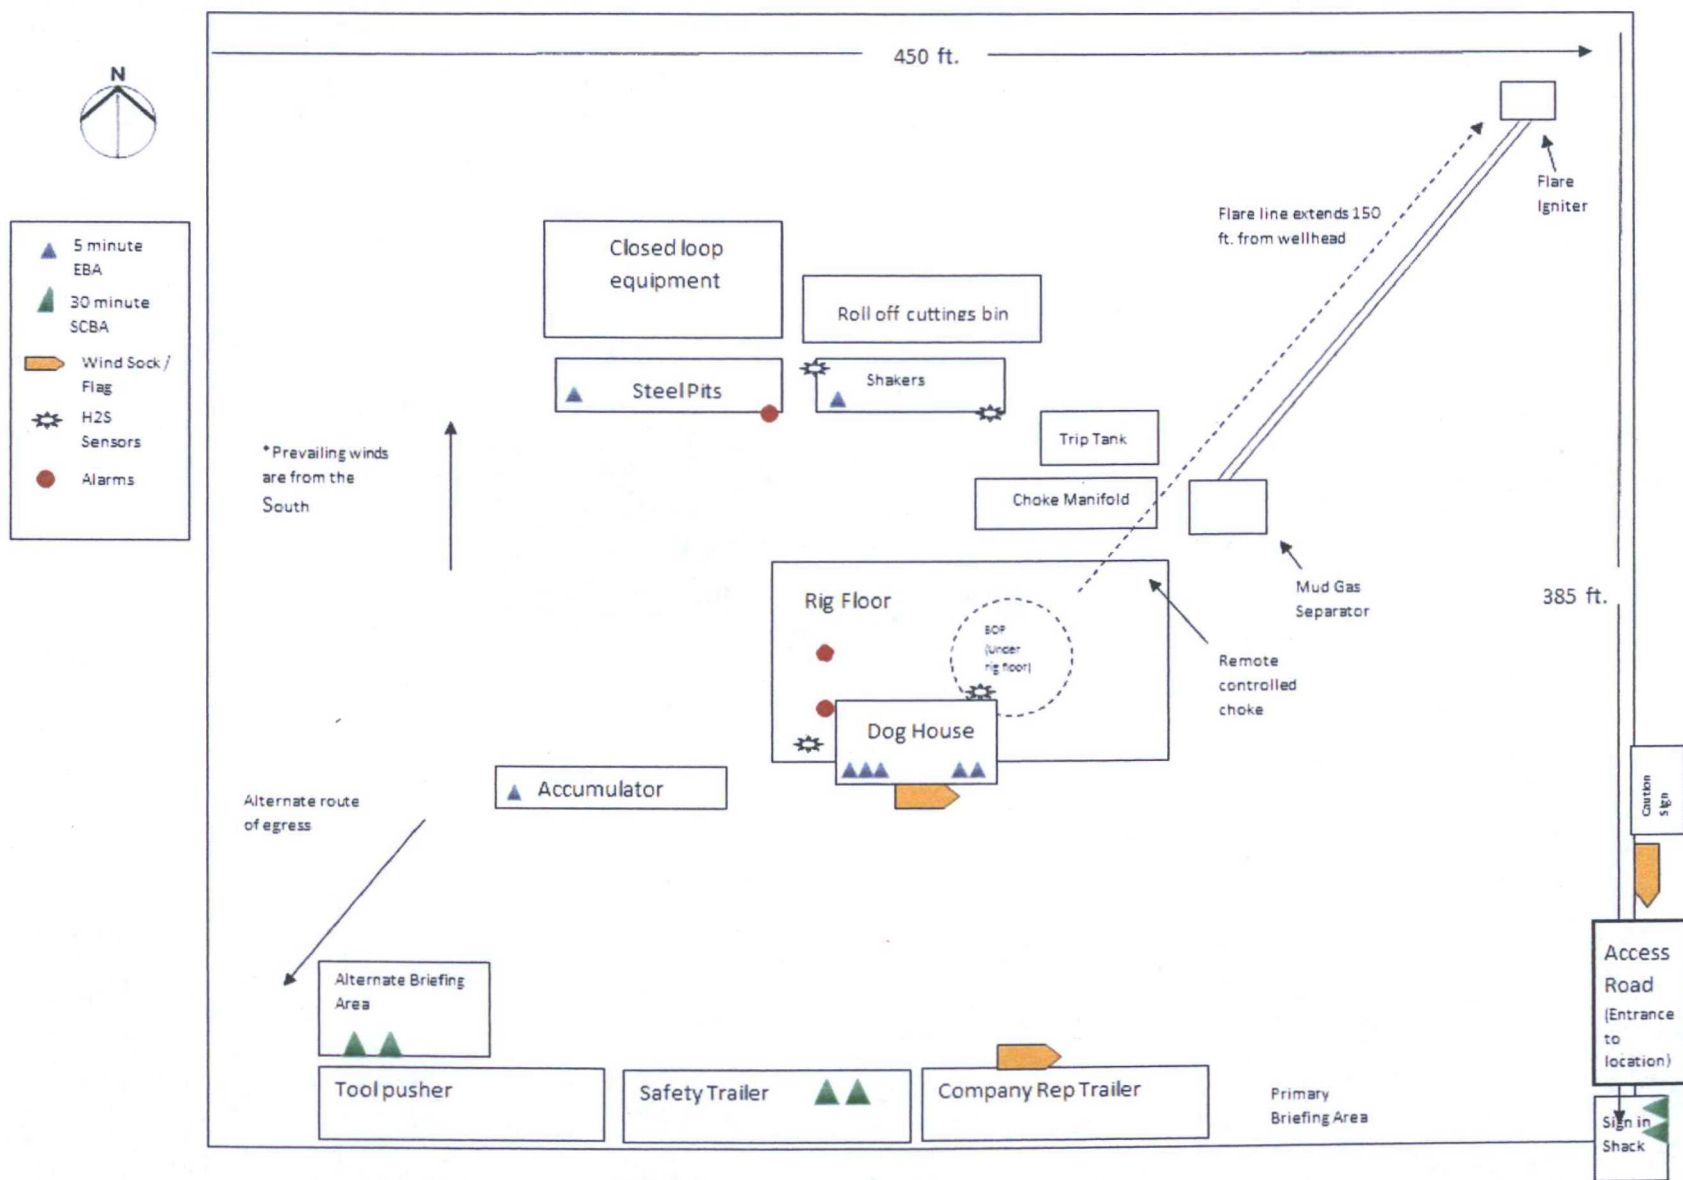 450 ft.
N
Flare
Igniter
Flare line extends 150
ft. from wellhead
5 minute
EBA
30 minute
SCBA
Wind Sock /
Flag
H2S
Sensors
Alarms
Closed loop
equipment
Roll off cuttings bin
Steel Pits
Shakers
Trip Tank
Choke Manifold
*Prevailing winds
are from the
South
Mud Gas
Separator
385 ft.
Rig Floor
BOP
(Under
rig floor)
Remote
controlled
choke
Dog House
Accumulator
Alternate route
of egress
Caution
Sign
Access
Road
(Entrance
to
location)
Alternate Briefing
Area
Tool pusher
Safety Trailer
Company Rep Trailer
Primary
Briefing Area
Sign in
Shack